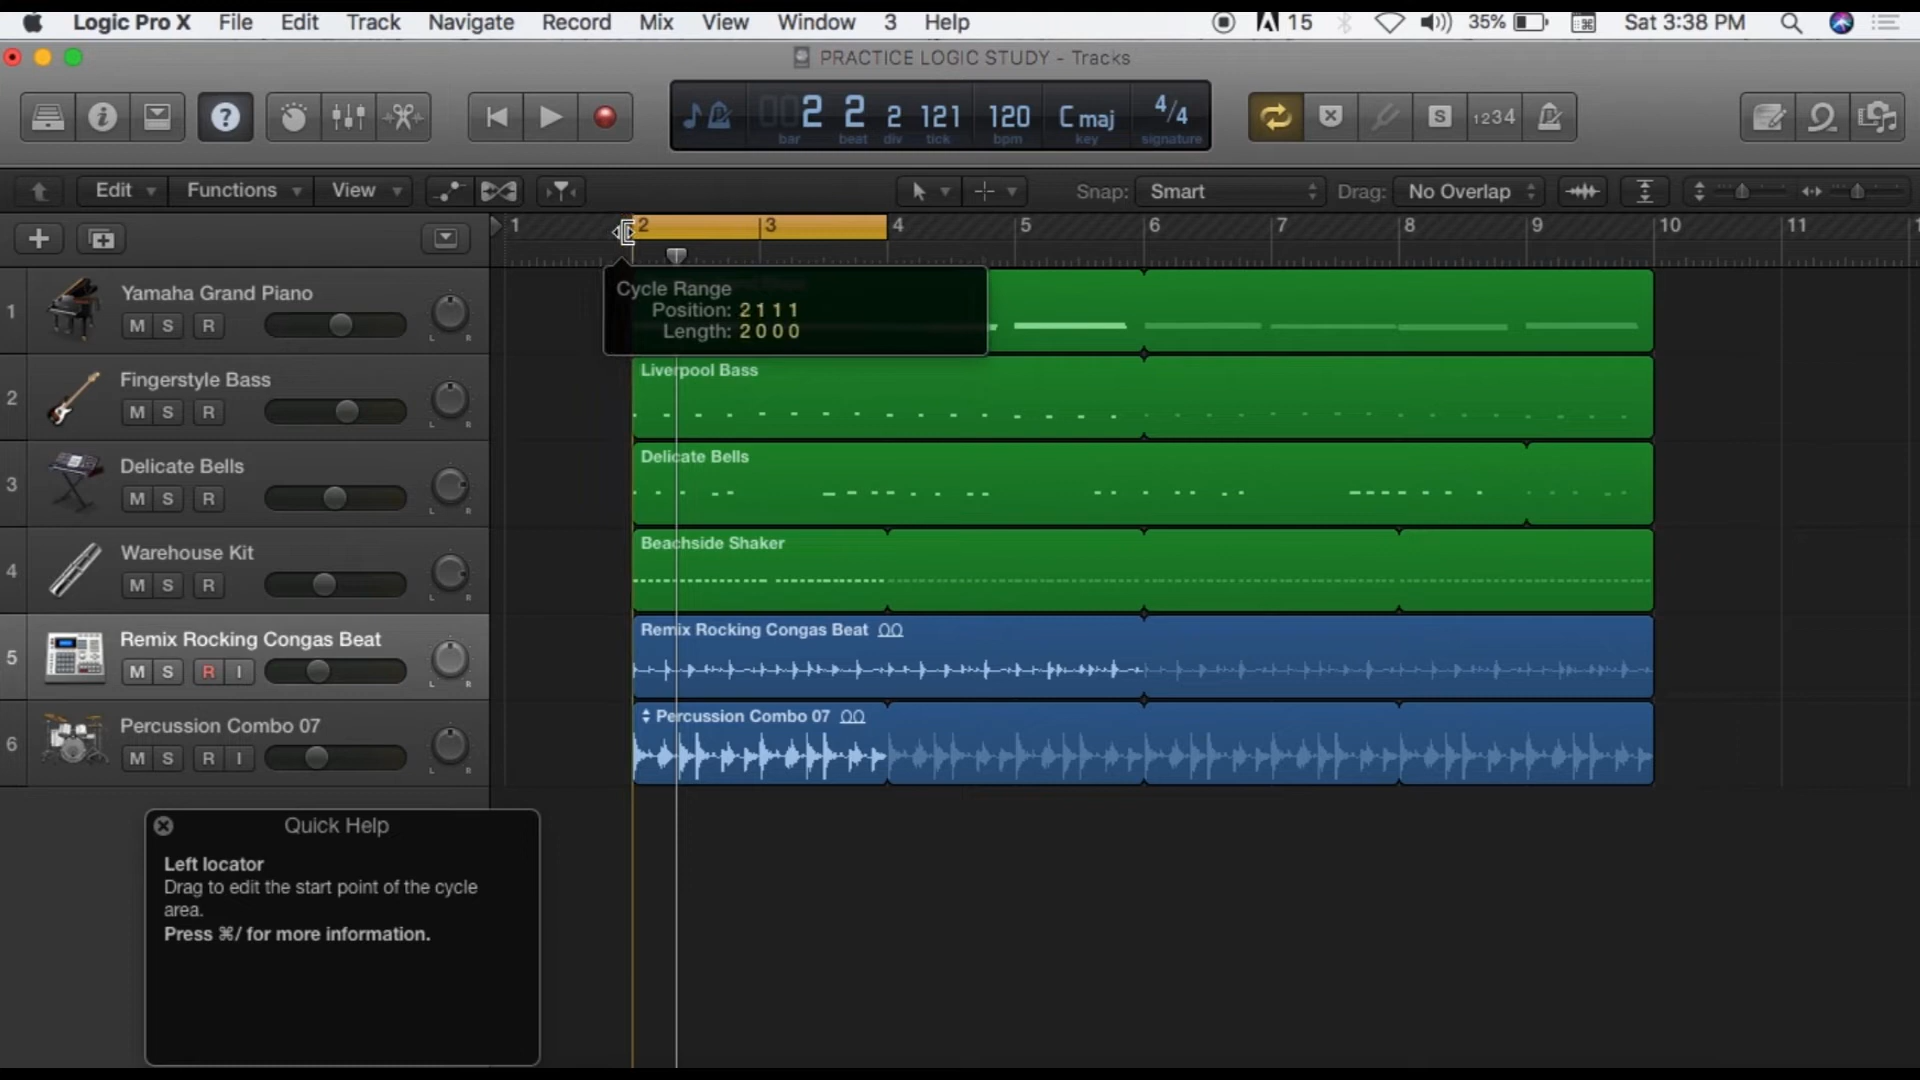 Logic Pro X File Edit Track Navigate Record Mix View Window 3 Help 15 35% Sat 3:38 PM
PRACTICE LOGIC STUDY - Tracks
2 2 2 121 120 C maj 4/4
bar beat div tick bpm key signature
S 1234
Edit Functions View Snap: Smart Drag: No Overlap
1 2 3 4 5 6 7 8 9 10 11
Cycle Range
Position: 2 1 1 1
Length: 2 0 0 0
1 Yamaha Grand Piano
M S R
L R
2 Fingerstyle Bass
M S R
L R
Liverpool Bass
3 Delicate Bells
M S R
L R
Delicate Bells
4 Warehouse Kit
M S R
L R
Beachside Shaker
5 Remix Rocking Congas Beat
M S R I
L R
Remix Rocking Congas Beat
6 Percussion Combo 07
M S R I
L R
Percussion Combo 07
Quick Help
Left locator
Drag to edit the start point of the cycle
area.
Press ⌘/ for more information.